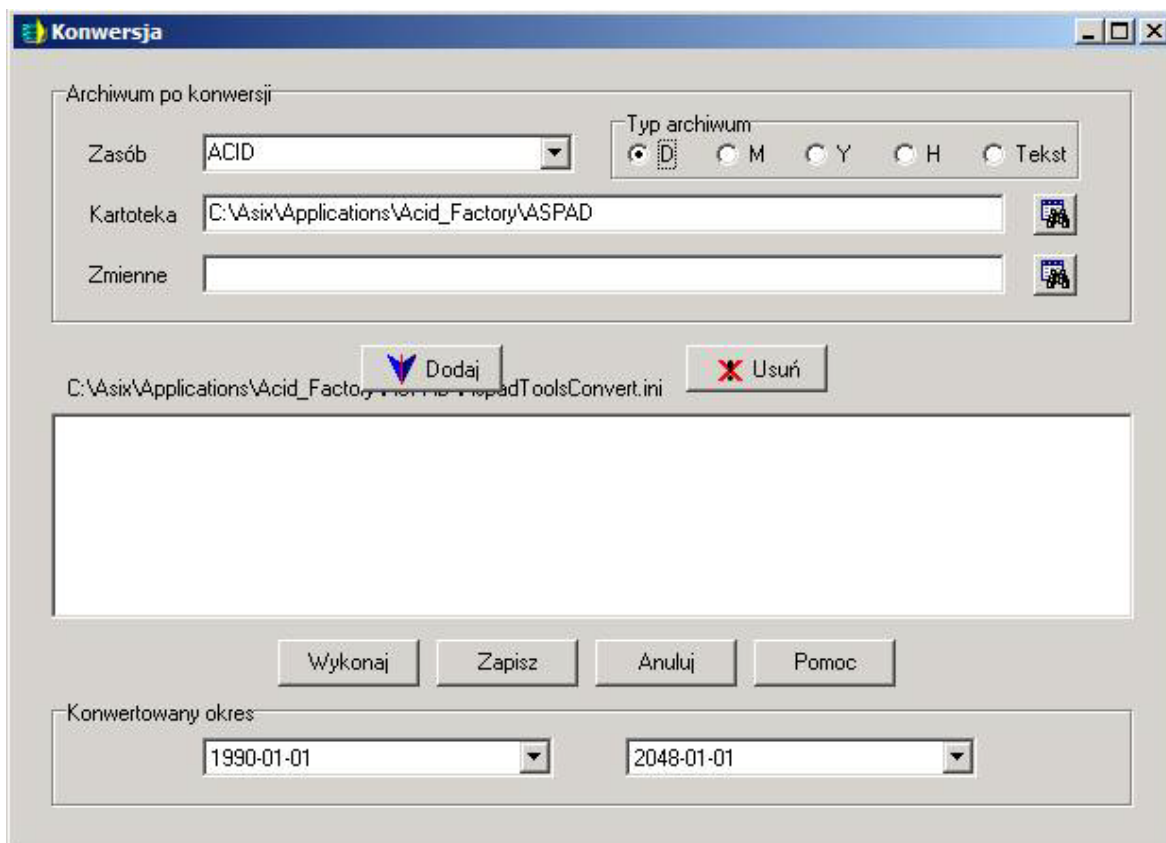 Konwersja
Archiwum po konwersji
Typ archiwum
Zasób ACID D M Y H Tekst
Kartoteka C:\Asix\Applications\Acid_Factory\ASPAD
Zmienne
Dodaj Usuń
C:\Asix\Applications\Acid_Factory ToolsConvert.ini
Wykonaj Zapisz Anuluj Pomoc
Konwertowany okres
1990-01-01 2048-01-01